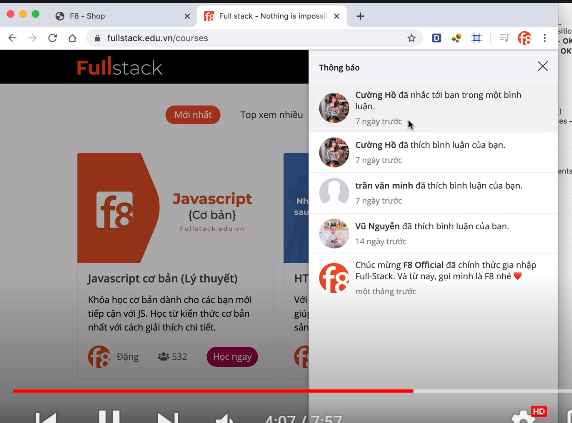 F8 - Shop
Full stack - Nothing is impossi
fullstack.edu.vn/courses
Fullstack
Thông báo
Mới nhất
Top xem nhiều
Cường Hồ đã nhắc tới bạn trong một bình
luận.
7 ngày trước
Cường Hồ đã thích bình luận của bạn.
7 ngày trước
trần văn minh đã thích bình luận của bạn.
7 ngày trước
Vũ Nguyễn đã thích bình luận của bạn.
14 ngày trước
Chúc mừng F8 Official đã chính thức gia nhập
Full-Stack. Và từ nay, gọi mình là F8 nhé ❤️
một tháng trước
f8
Javascript
{Cơ bản}
Fullstack.edu.vn
Nh
sau
Javascript cơ bản (Lý thuyết)
Khóa học cơ bản dành cho các bạn mới
tiếp cận với JS. Học từ kiến thức cơ bản
nhất với cách giải thích chi tiết.
Đặng
532
Học ngay
HT
Với
giúp
sản
4:07 / 7:57
HD